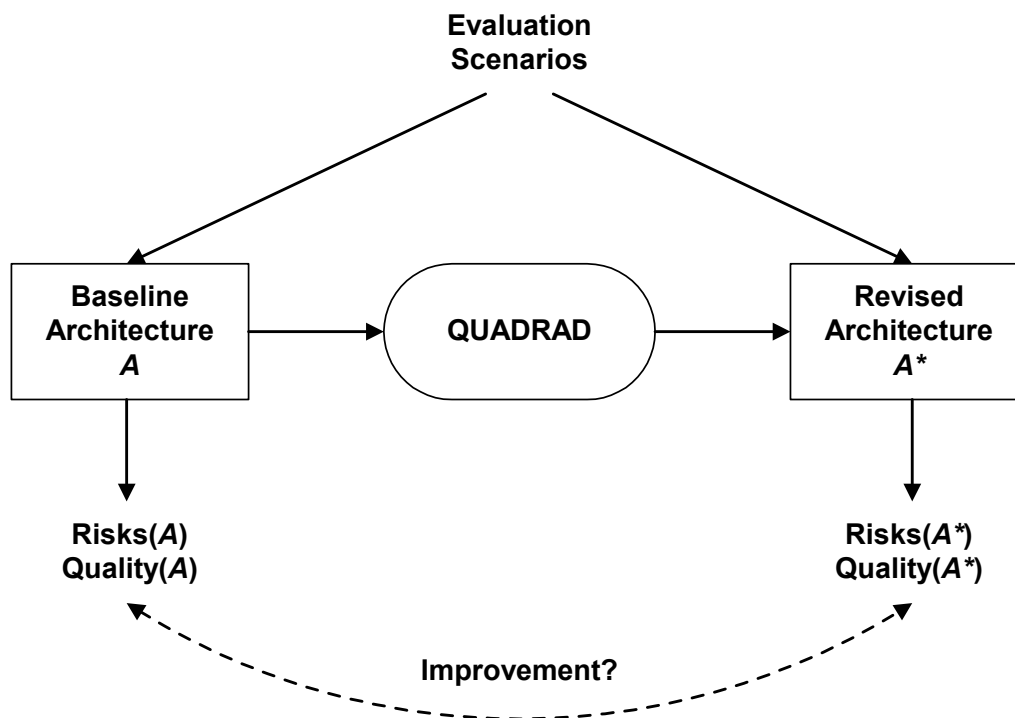 Evaluation
Scenarios
Baseline
Architecture
A
QUADRAD
Revised
Architecture
A*
Risks(A)
Quality(A)
Risks(A*)
Quality(A*)
Improvement?